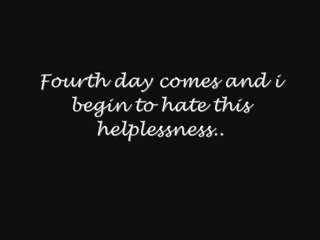 Fourth day comes and i
begin to hate this
helplessness..